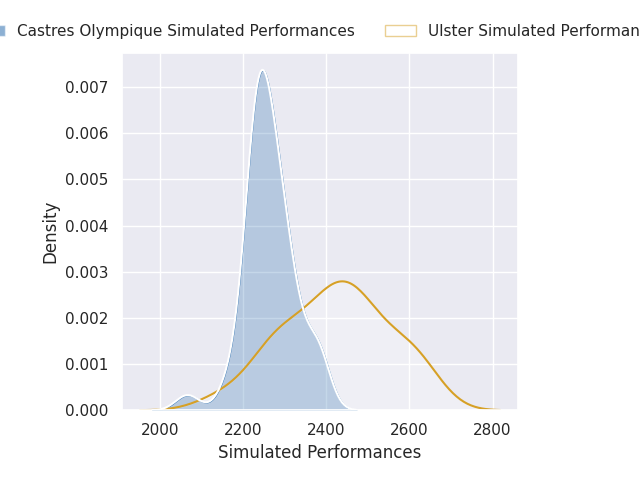 Castres Olympique Simulated Performances
Ulster Simulated Performan
0.007
0.006
0.005
0.004
0.003
0.002
0.001
0.000
Density
2000 2200 2400 2600 2800
Simulated Performances